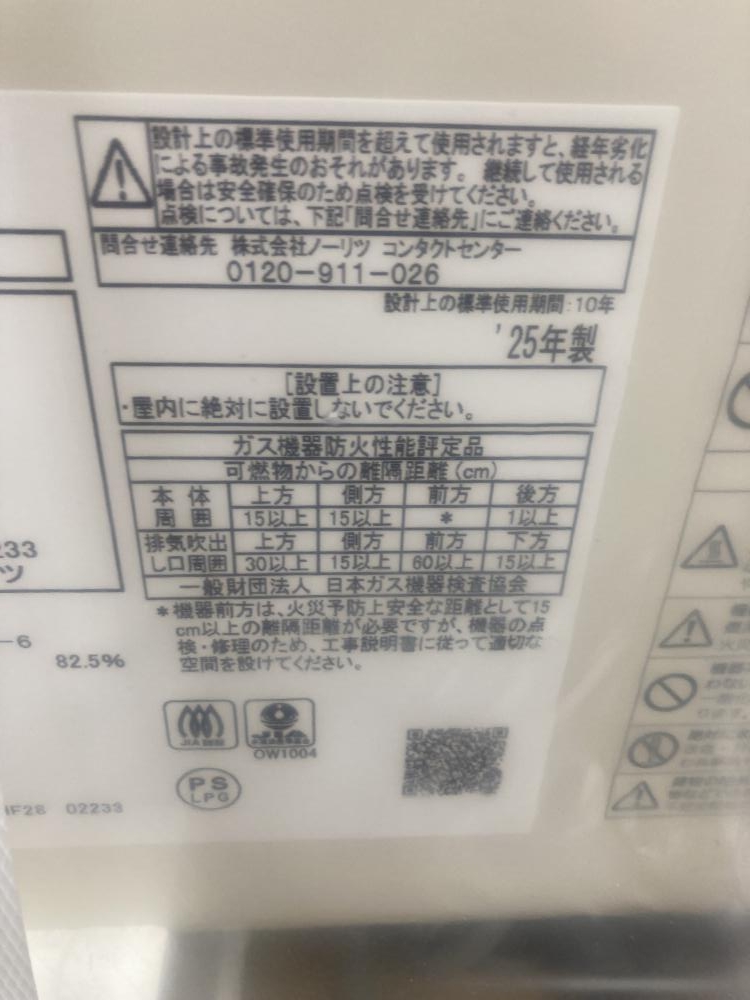 設計上の標準使用期間を超えて使用されますと、経年劣化
による事故発生のおそれがあります。 継続して使用される
場合は安全確保のため点検を受けてください。
点検については、下記「問合せ連絡先」にご連絡ください。
問合せ連絡先 株式会社ノーリツ コンタクトセンター
0120-911-026
設計上の標準使用期間:10年
'25年製
[設置上の注意]
・屋内に絶対に設置しないでください。
ガス機器防火性能評定品
可燃物からの離隔距離(cm)
本体 上方 側方 前方 後方
周囲 15以上 15以上 * 1以上
排気吹出 上方 側方 前方 下方
し口周囲 30以上 15以上 60以上 15以上
一般財団法人 日本ガス機器検査協会
*機器前方は、火災予防上安全な距離として15
cm以上の離隔距離が必要ですが、機器の点
検・修理のため、工事説明書に従って適切な
空間を設けてください。
233
ツ
-6
82.5%
JIA認証
JIA
OW1004
PS
LPG
02233